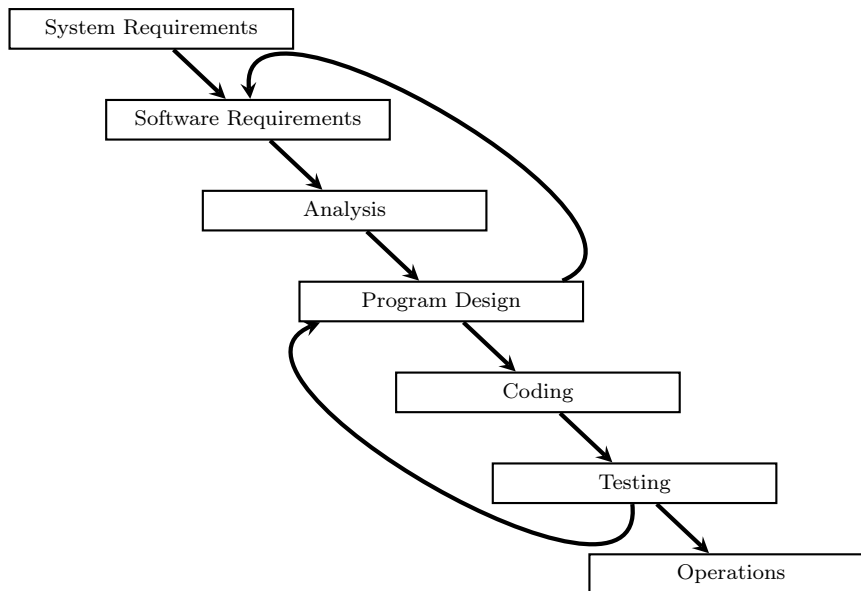 System Requirements
Software Requirements
Analysis
Program Design
Coding
Testing
Operations